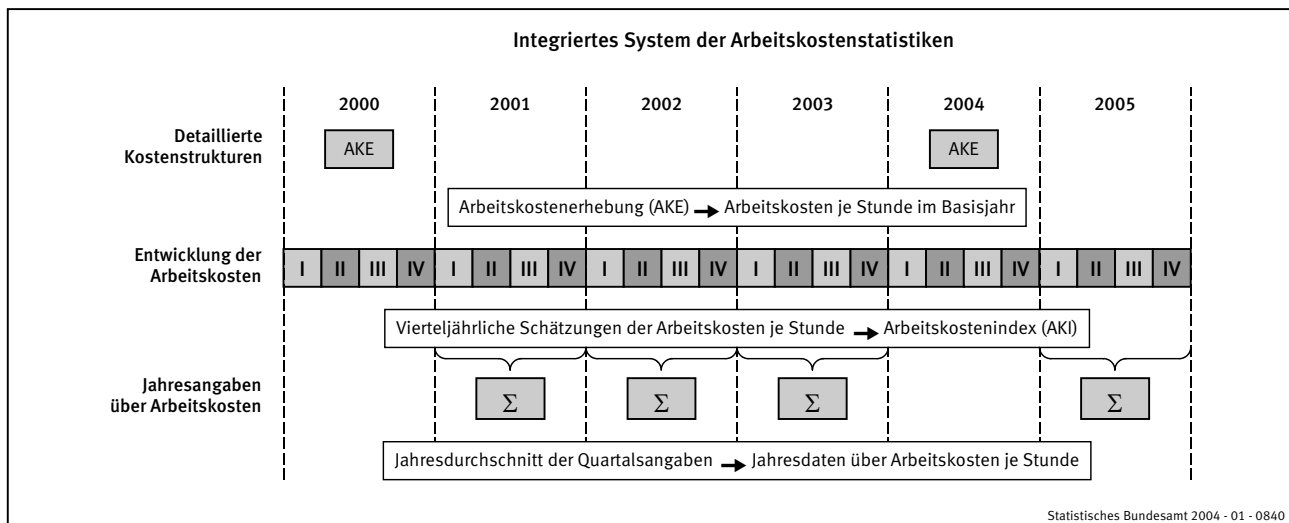 Integriertes System der Arbeitskostenstatistiken
2000 2001 2002 2003 2004 2005
Detaillierte
Kostenstrukturen
AKE AKE
Arbeitskostenerhebung (AKE) → Arbeitskosten je Stunde im Basisjahr
Entwicklung der
Arbeitskosten
I II III IV I II III IV I II III IV I II III IV I II III IV I II III IV
Vierteljährliche Schätzungen der Arbeitskosten je Stunde → Arbeitskostenindex (AKI)
Jahresangaben
über Arbeitskosten
Σ Σ Σ Σ
Jahresdurchschnitt der Quartalsangaben → Jahresdaten über Arbeitskosten je Stunde
Statistisches Bundesamt 2004 - 01 - 0840